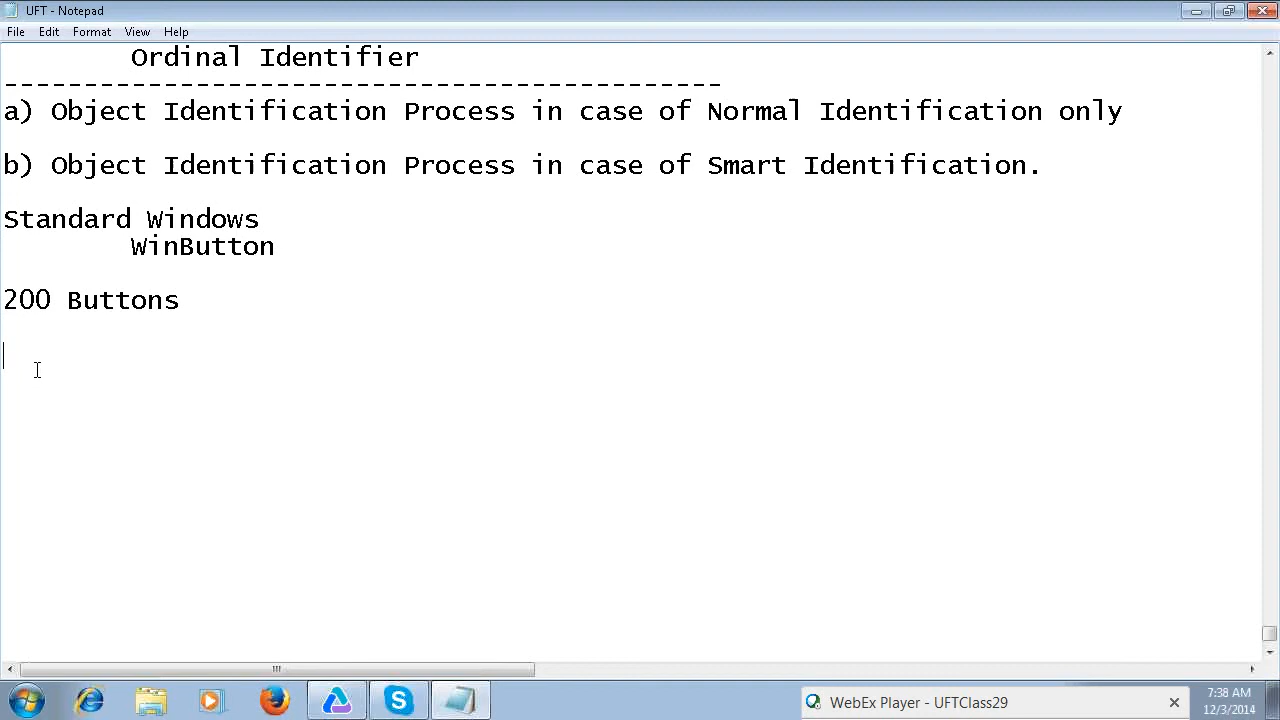 UFT - Notepad
File Edit Format View Help
Ordinal Identifier
---------------------------------------------
a) Object Identification Process in case of Normal Identification only
b) Object Identification Process in case of Smart Identification.
Standard Windows
WinButton
200 Buttons
WebEx Player - UFTClass29
7:38 AM
12/3/2014